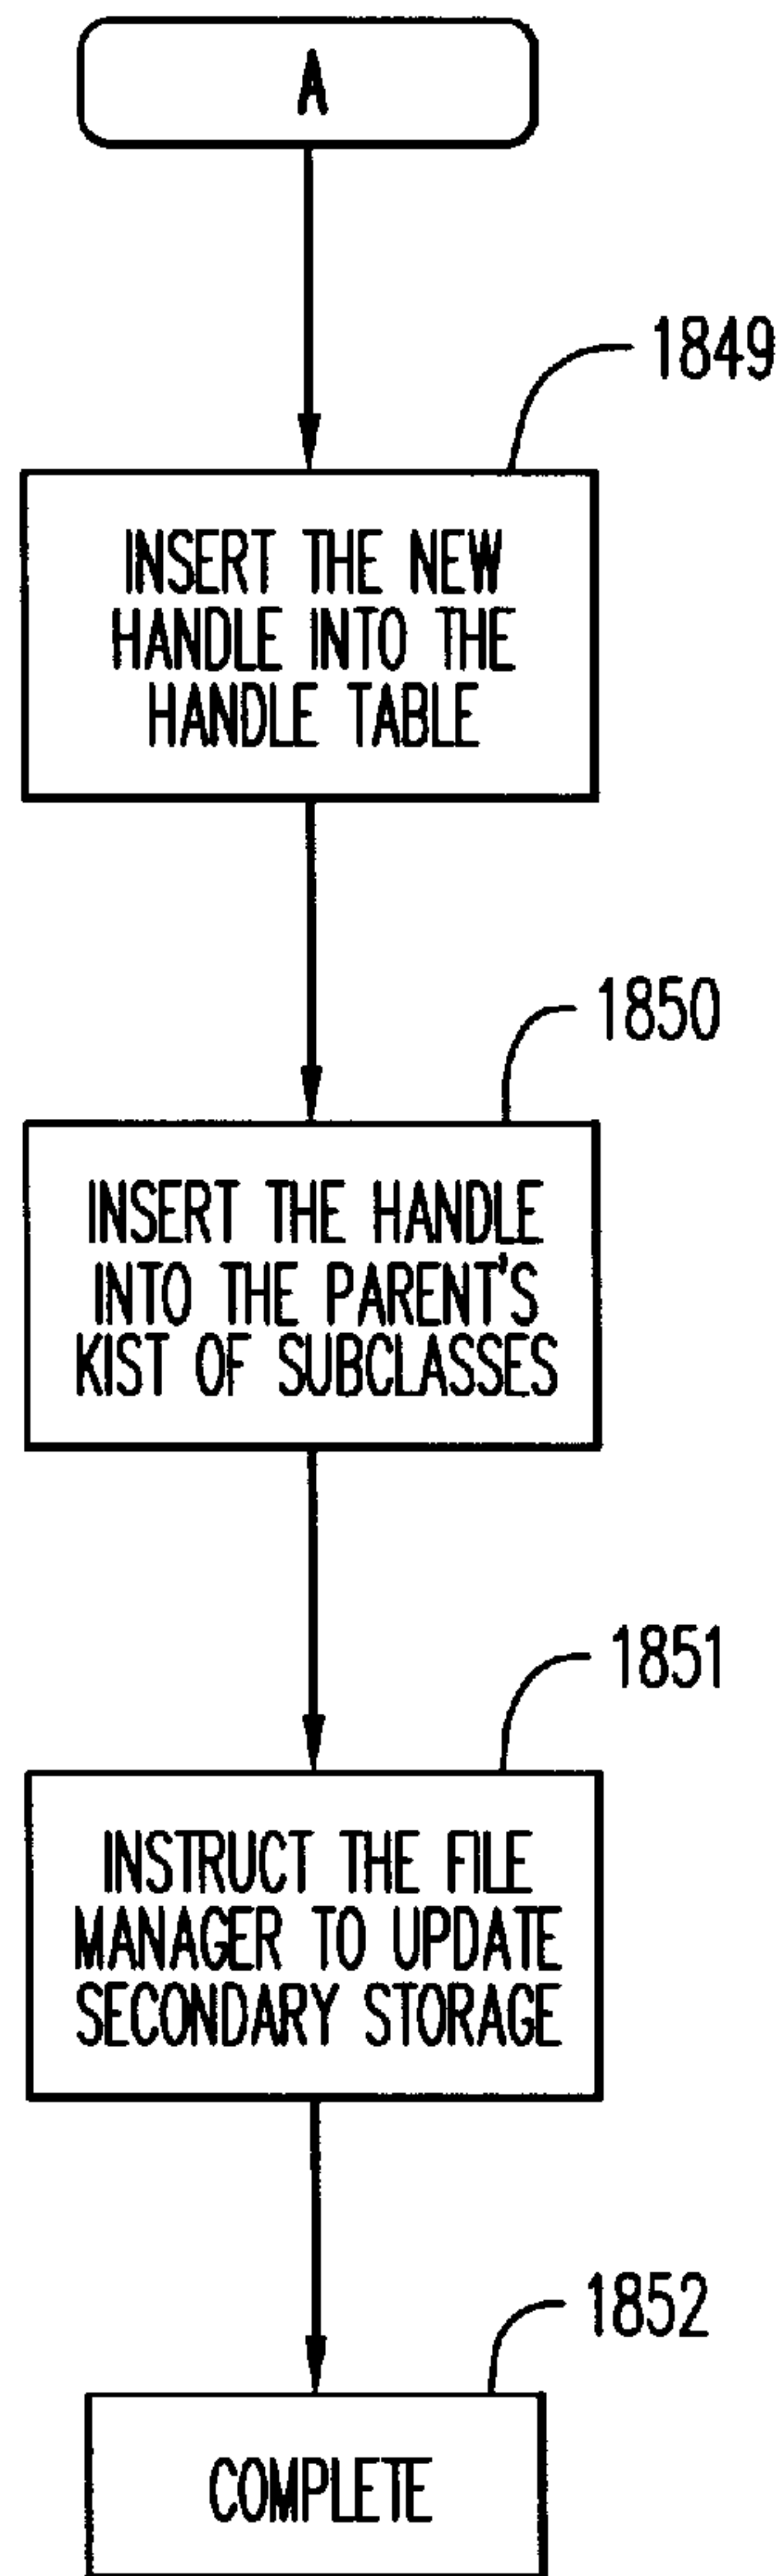 A
1849
INSERT THE NEW
HANDLE INTO THE
HANDLE TABLE
1850
INSERT THE HANDLE
INTO THE PARENT'S
KIST OF SUBCLASSES
1851
INSTRUCT THE FILE
MANAGER TO UPDATE
SECONDARY STORAGE
1852
COMPLETE